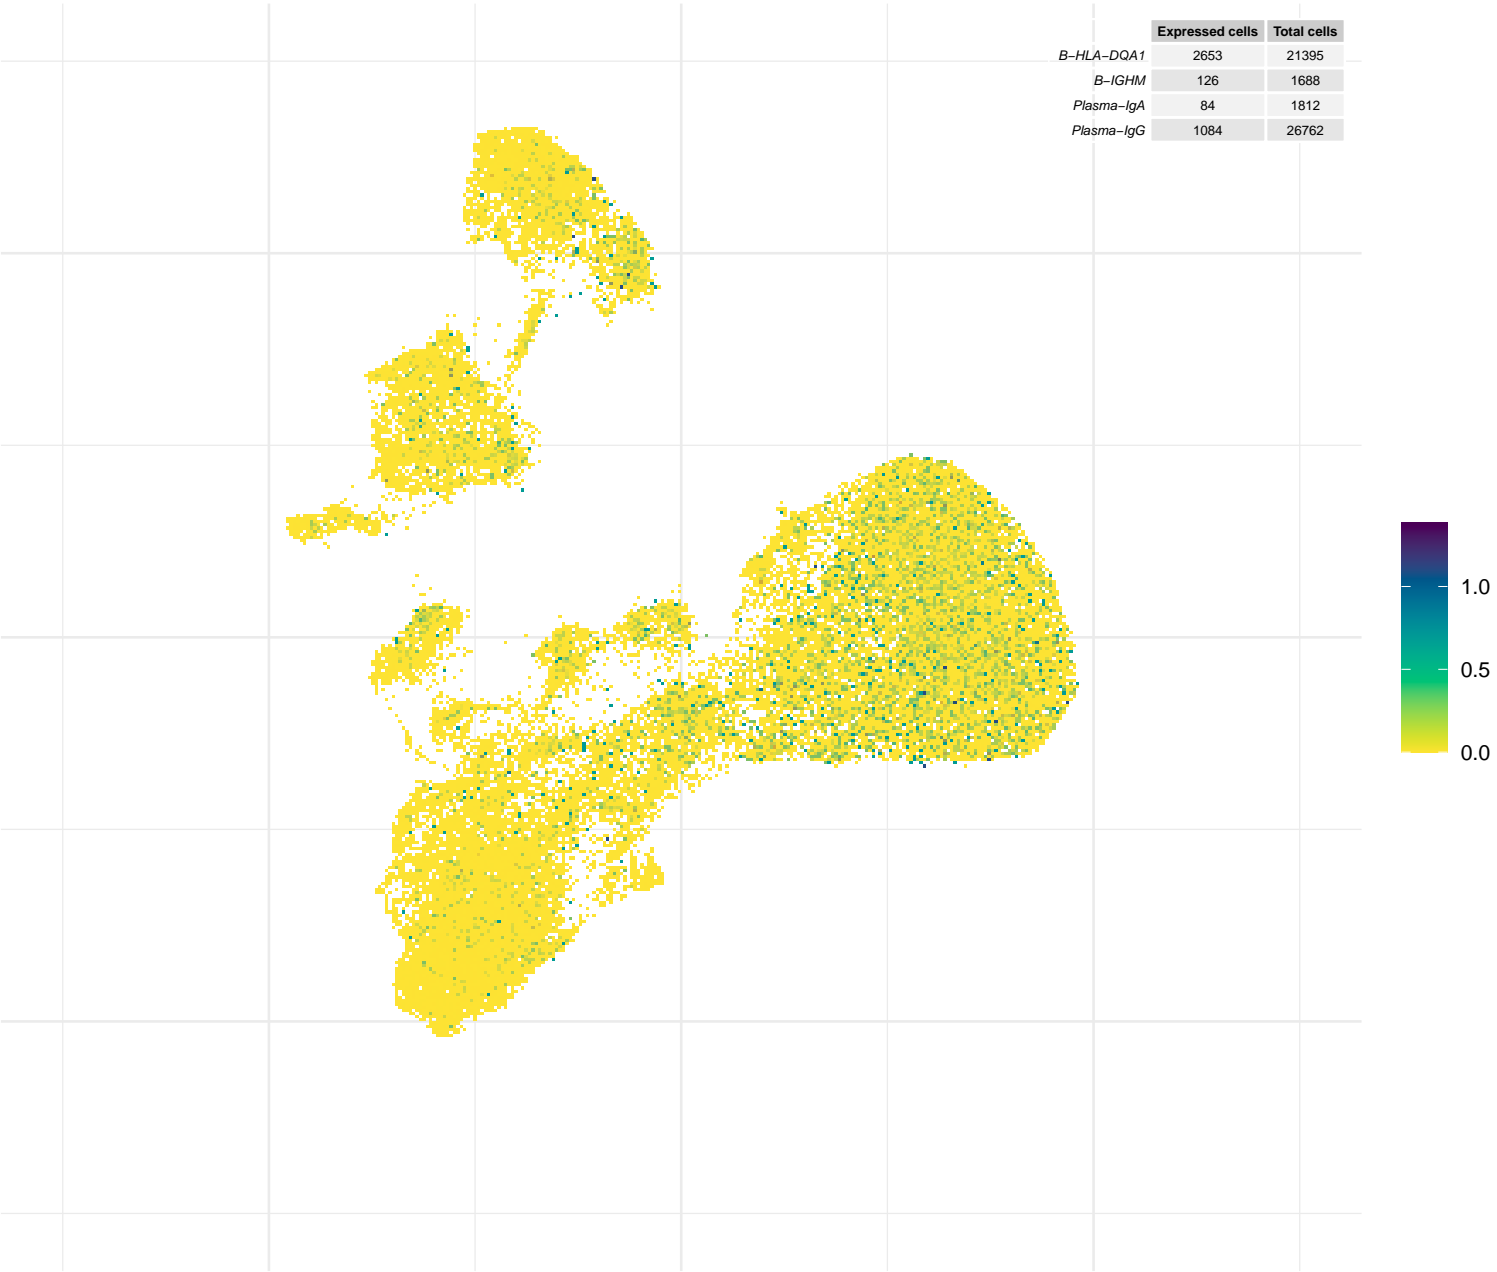 Expressed cells Total cells
B−HLA−DQA1 2653 21395
B−IGHM 126 1688
Plasma−IgA 84 1812
Plasma−IgG 1084 26762
1.0
0.5
0.0